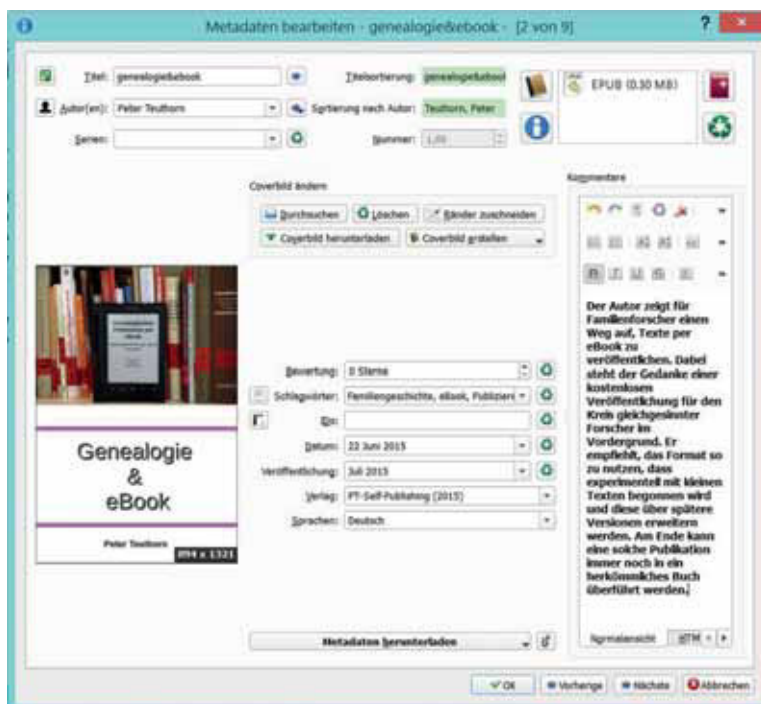 Metadaten bearbeiten - genealogie&ebook - [2 von 9]
?
Titel: genealogie&ebook
Titelsortierung: genealogie&ebook
Autor(en): Peter Teuthorn
Sortierung nach Autor: Teuthorn, Peter
Serien:
Nummer: 1,00
EPUB (0.30 MB)
Coverbild ändern
Durchsuchen
Löschen
Ränder zuschneiden
Coverbild herunterladen
Coverbild erstellen
Genealogie
&
eBook
Peter Teuthorn
894 x 1321
Bewertung: 0 Sterne
Schlagwörter: Familiengeschichte, eBook, Publiziere
IDs:
Datum: 22 Juni 2015
Veröffentlichung: Juli 2015
Verlag: PT-Self-Publishing (2015)
Sprachen: Deutsch
Metadaten herunterladen
Kommentare
Der Autor zeigt für
Familienforscher einen
Weg auf, Texte per
eBook zu
veröffentlichen. Dabei
steht der Gedanke einer
kostenlosen
Veröffentlichung für den
Kreis gleichgesinnter
Forscher im
Vordergrund. Er
empfiehlt, das Format so
zu nutzen, dass
experimentell mit kleinen
Texten begonnen wird
und diese über spätere
Versionen erweitern
werden. Am Ende kann
eine solche Publikation
immer noch in ein
herkömmliches Buch
überführt werden.
Normalansicht
HTM
OK
Vorherige
Nächste
Abbrechen